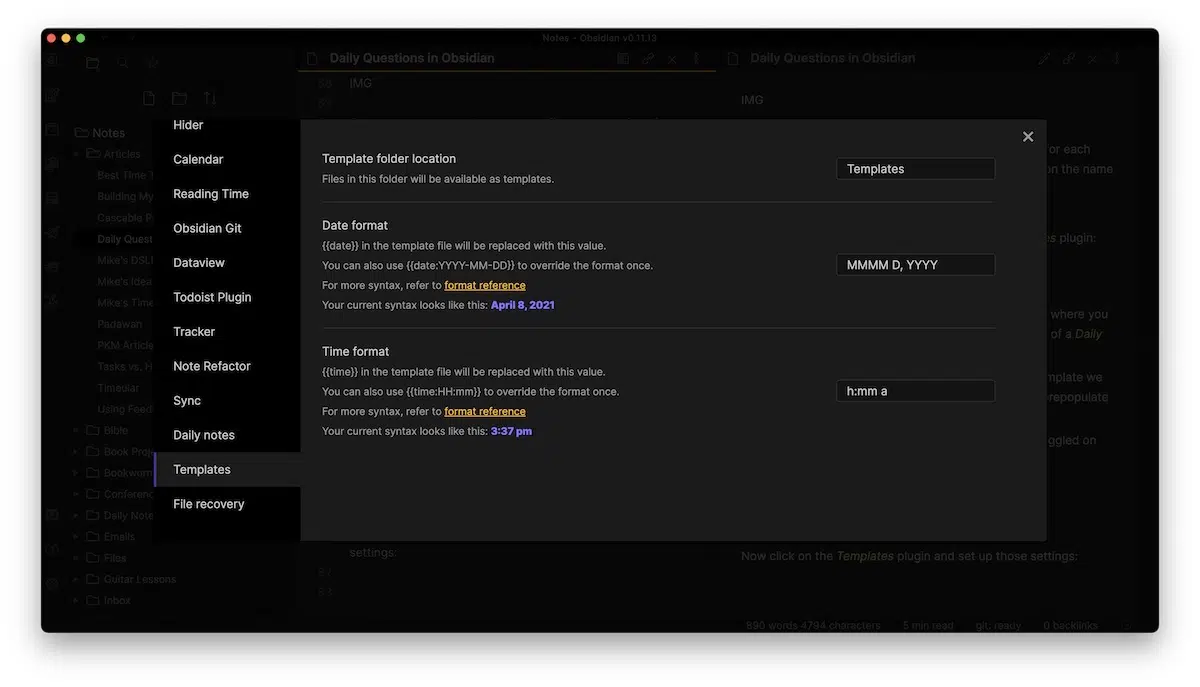 Notes - Obsidian v0.11.13
Daily Questions in Obsidian
Daily Questions in Obsidian
IMG
IMG
Notes
Articles
Best Time T
Building My
Cascable P
Daily Quest
Mike's DSL
Mike's Idea
Mike's Time
Padawan
PKM Article
Tasks vs. H
Timeular
Using Feed
Bible
Book Proje
Bookworm
Conference
Daily Note
Emails
Files
Guitar Lessons
Inbox
Hider
Calendar
Reading Time
Obsidian Git
Dataview
Todoist Plugin
Tracker
Note Refactor
Sync
Daily notes
Templates
File recovery
Template folder location
Files in this folder will be available as templates.
Templates
Date format
{{date}} in the template file will be replaced with this value.
You can also use {{date:YYYY-MM-DD}} to override the format once.
For more syntax, refer to format reference
Your current syntax looks like this: April 8, 2021
MMMM D, YYYY
Time format
{{time}} in the template file will be replaced with this value.
You can also use {{time:HH:mm}} to override the format once.
For more syntax, refer to format reference
Your current syntax looks like this: 3:37 pm
h:mm a
or each
on the name
plugin:
where you
of a Daily
mplate we
repopulate
ggled on
settings:
Now click on the Templates plugin and set up those settings:
890 words 4794 characters
5 min read
git: ready
0 backlinks